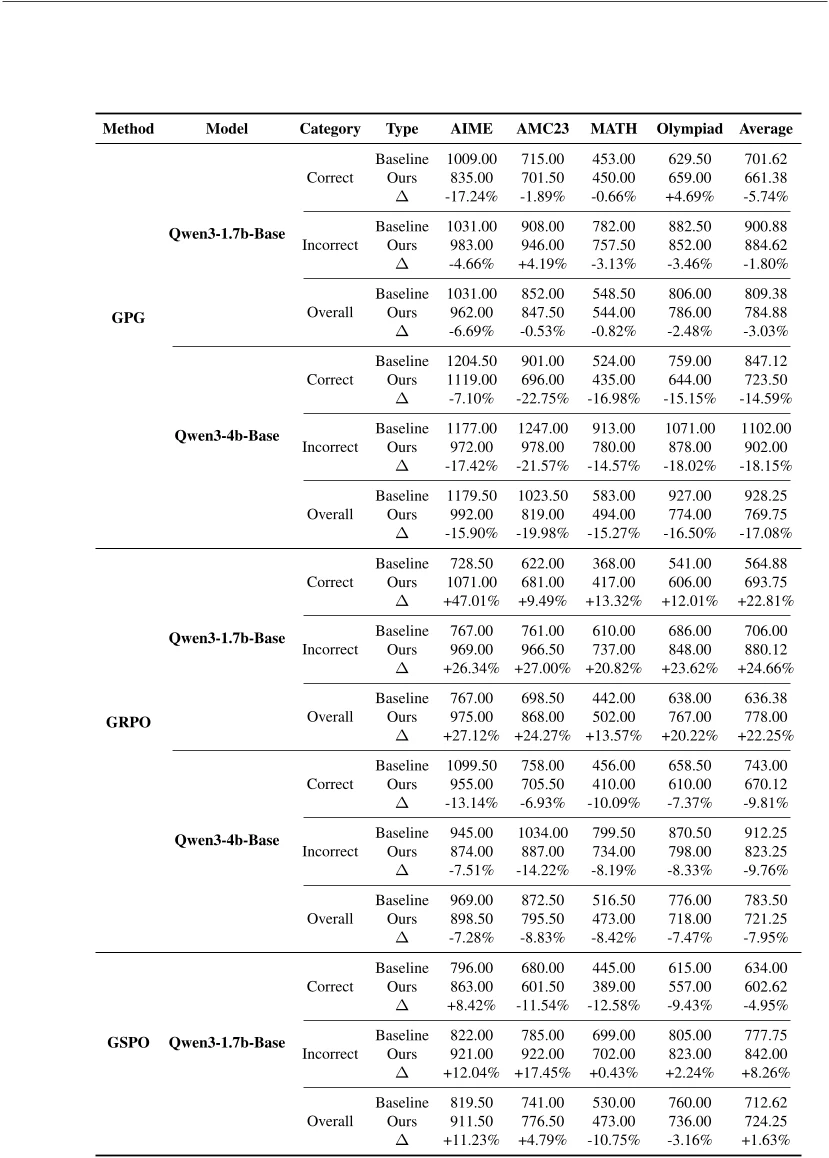 Method Model Category Type AIME AMC23 MATH Olympiad Average
Baseline 1009.00 715.00 453.00 629.50 701.62
Correct Ours 835.00 701.50 450.00 659.00 661.38
Δ -17.24% -1.89% -0.66% +4.69% -5.74%
Baseline 1031.00 908.00 782.00 882.50 900.88
Qwen3-1.7b-Base
Incorrect Ours 983.00 946.00 757.50 852.00 884.62
Δ -4.66% +4.19% -3.13% -3.46% -1.80%
Baseline 1031.00 852.00 548.50 806.00 809.38
Overall Ours 962.00 847.50 544.00 786.00 784.88
GPG
Δ -6.69% -0.53% -0.82% -2.48% -3.03%
Baseline 1204.50 901.00 524.00 759.00 847.12
Correct Ours 1119.00 696.00 435.00 644.00 723.50
Δ -7.10% -22.75% -16.98% -15.15% -14.59%
Baseline 1177.00 1247.00 913.00 1071.00 1102.00
Qwen3-4b-Base
Incorrect Ours 972.00 978.00 780.00 878.00 902.00
Δ -17.42% -21.57% -14.57% -18.02% -18.15%
Baseline 1179.50 1023.50 583.00 927.00 928.25
Overall Ours 992.00 819.00 494.00 774.00 769.75
Δ -15.90% -19.98% -15.27% -16.50% -17.08%
Baseline 728.50 622.00 368.00 541.00 564.88
Correct Ours 1071.00 681.00 417.00 606.00 693.75
Δ +47.01% +9.49% +13.32% +12.01% +22.81%
Baseline 767.00 761.00 610.00 686.00 706.00
Qwen3-1.7b-Base
Incorrect Ours 969.00 966.50 737.00 848.00 880.12
Δ +26.34% +27.00% +20.82% +23.62% +24.66%
Baseline 767.00 698.50 442.00 638.00 636.38
Overall Ours 975.00 868.00 502.00 767.00 778.00
GRPO
Δ +27.12% +24.27% +13.57% +20.22% +22.25%
Baseline 1099.50 758.00 456.00 658.50 743.00
Correct Ours 955.00 705.50 410.00 610.00 670.12
Δ -13.14% -6.93% -10.09% -7.37% -9.81%
Baseline 945.00 1034.00 799.50 870.50 912.25
Qwen3-4b-Base
Incorrect Ours 874.00 887.00 734.00 798.00 823.25
Δ -7.51% -14.22% -8.19% -8.33% -9.76%
Baseline 969.00 872.50 516.50 776.00 783.50
Overall Ours 898.50 795.50 473.00 718.00 721.25
Δ -7.28% -8.83% -8.42% -7.47% -7.95%
Baseline 796.00 680.00 445.00 615.00 634.00
Correct Ours 863.00 601.50 389.00 557.00 602.62
Δ +8.42% -11.54% -12.58% -9.43% -4.95%
Baseline 822.00 785.00 699.00 805.00 777.75
GSPO Qwen3-1.7b-Base
Incorrect Ours 921.00 922.00 702.00 823.00 842.00
Δ +12.04% +17.45% +0.43% +2.24% +8.26%
Baseline 819.50 741.00 530.00 760.00 712.62
Overall Ours 911.50 776.50 473.00 736.00 724.25
Δ +11.23% +4.79% -10.75% -3.16% +1.63%